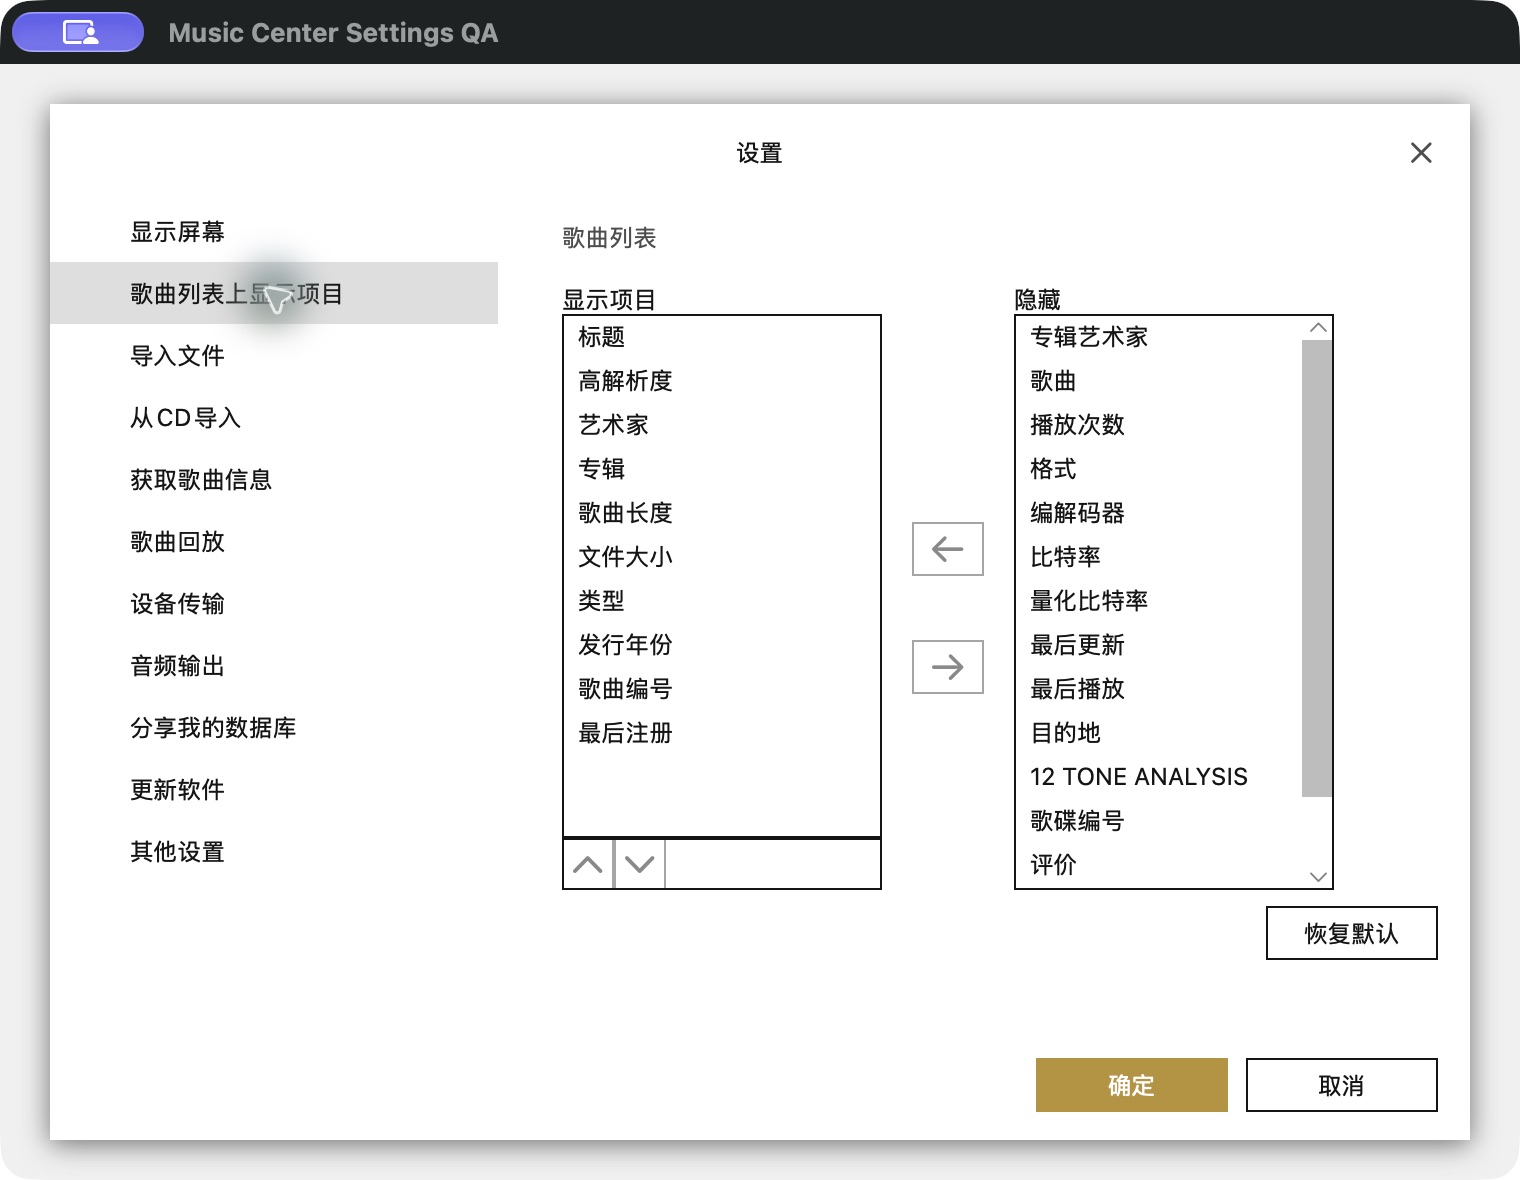 Music Center Settings QA
设置
显示屏幕
歌曲列表上显示项目
导入文件
从CD导入
获取歌曲信息
歌曲回放
设备传输
音频输出
分享我的数据库
更新软件
其他设置
歌曲列表
显示项目
标题
高解析度
艺术家
专辑
歌曲长度
文件大小
类型
发行年份
歌曲编号
最后注册
隐藏
专辑艺术家
歌曲
播放次数
格式
编解码器
比特率
量化比特率
最后更新
最后播放
目的地
12 TONE ANALYSIS
歌碟编号
评价
恢复默认
确定
取消